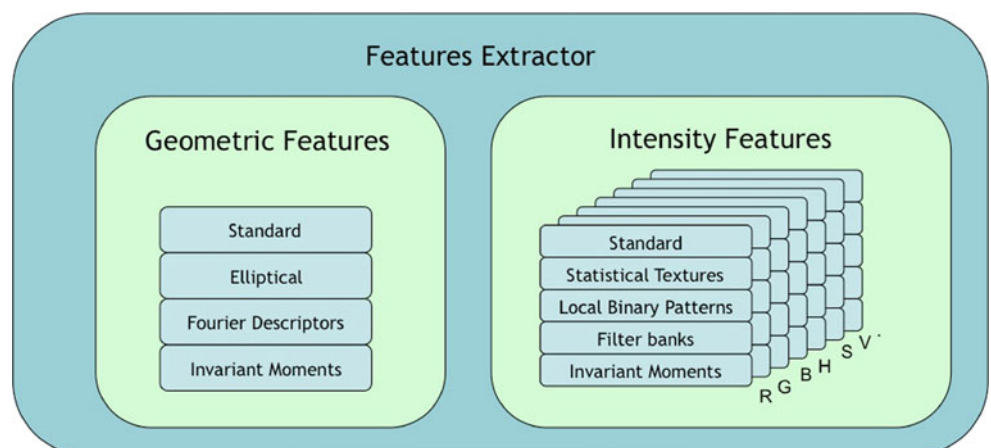 Features Extractor
Geometric Features
Standard
Elliptical
Fourier Descriptors
Invariant Moments
Intensity Features
Standard
Statistical Textures
Local Binary Patterns
Filter banks
Invariant Moments
R G B H S V .